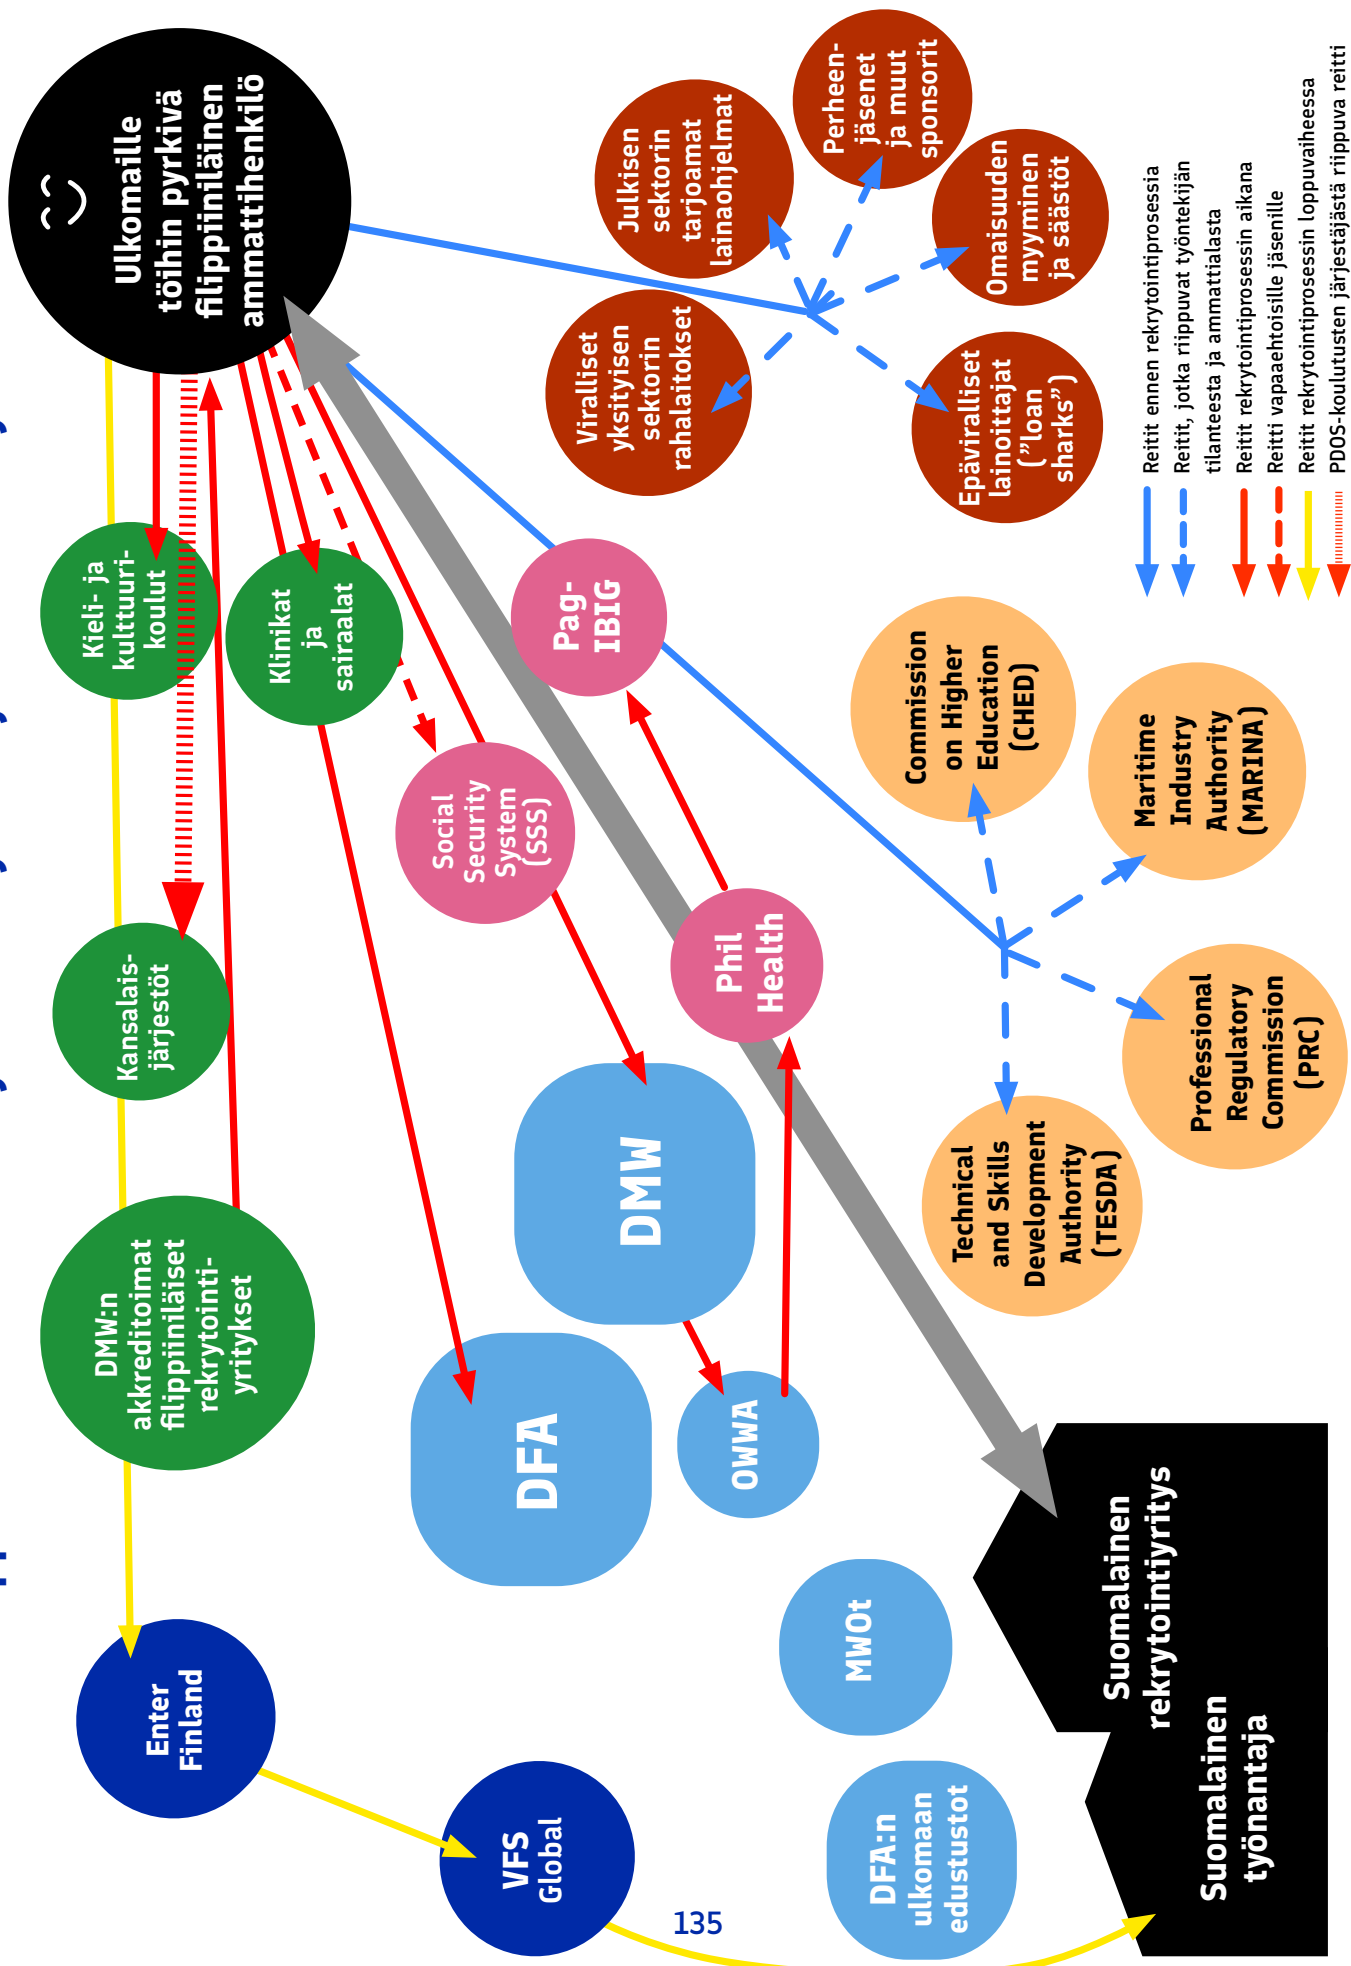 Ulkomaille
töihin pyrkivä
filippiiniläinen
ammattihenkilö
Kieli- ja
kulttuuri-
koulut
Kansalais-
järjestöt
DMW:n
akkreditoimat
filippiiniläiset
rekrytointi-
yritykset
Enter
Finland
VFS
Global
Klinikat
ja
sairaalat
Social
Security
System
(SSS)
Pag-
IBIG
Phil
Health
DMW
DFA
OWWA
MWOt
DFA:n
ulkomaan
edustustot
Suomalainen
rekrytointiyritys
Suomalainen
työnantaja
Julkisen
sektorin
tarjoamat
lainaohjelmat
Perheen-
jäsenet
ja muut
sponsorit
Viralliset
yksityisen
sektorin
rahalaitokset
Omaisuuden
myyminen
ja säästöt
Epäviralliset
lainoittajat
(”loan
sharks”)
Commission
on Higher
Education
(CHED)
Maritime
Industry
Authority
(MARINA)
Technical
and Skills
Development
Authority
(TESDA)
Professional
Regulatory
Commission
(PRC)
Reitit ennen rekrytointiprosessia
Reitit, jotka riippuvat työntekijän
tilanteesta ja ammattialasta
Reitit rekrytointiprosessin aikana
Reitti vapaaehtoisille jäsenille
Reitit rekrytointiprosessin loppuvaiheessa
PDOS-koulutusten järjestäjästä riippuva reitti
135